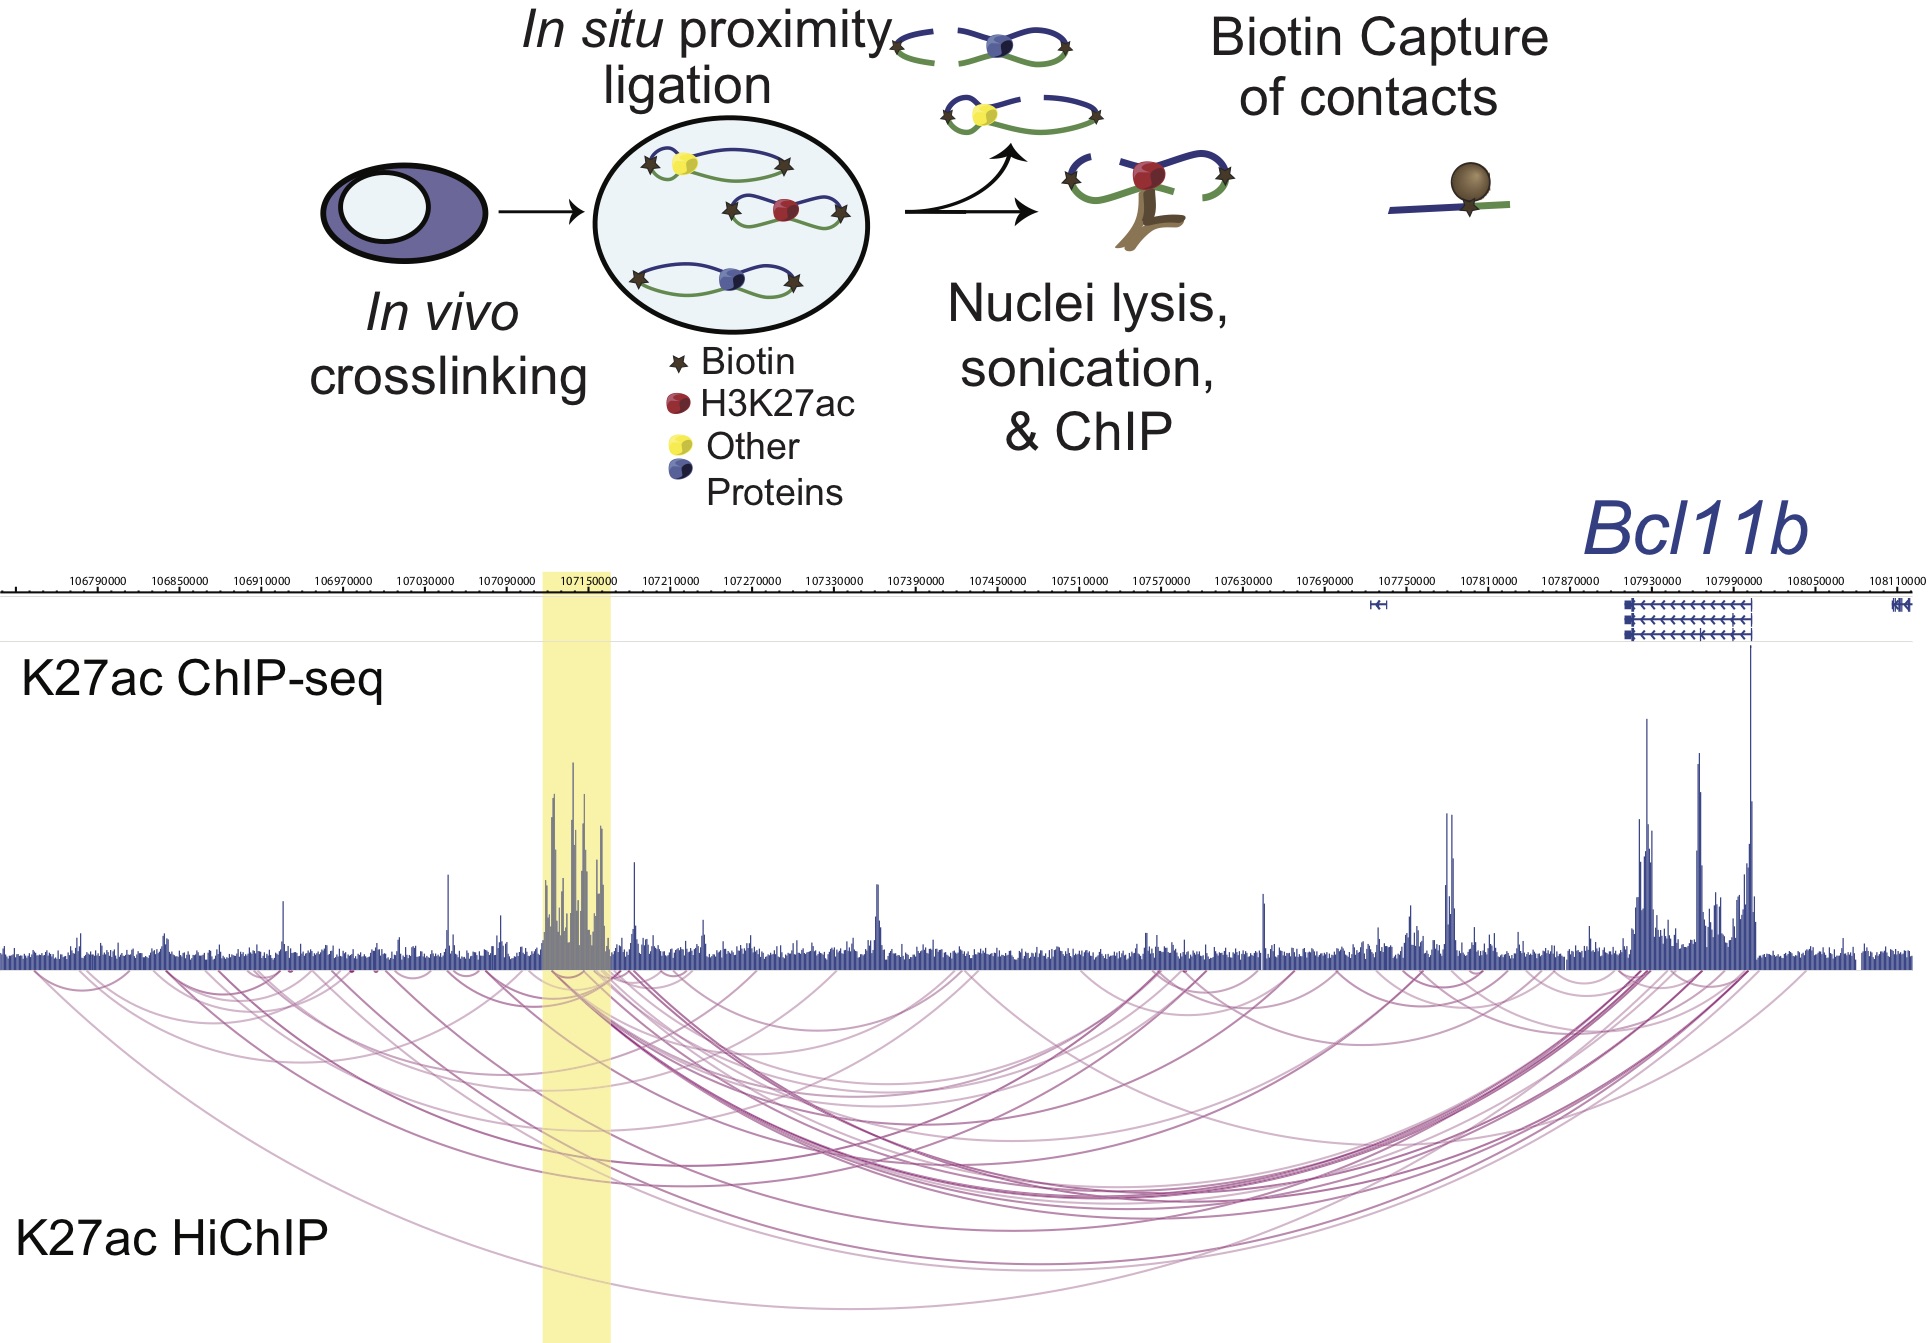 In situ proximity
ligation
Biotin Capture
of contacts
In vivo
crosslinking
Nuclei lysis,
sonication,
& ChIP
Biotin
H3K27ac
Other
Proteins
Bcl11b
106790000 106850000 106910000 106970000 107030000 107090000 107150000 107210000 107270000 107330000 107390000 107450000 107510000 107570000 107630000 107690000 107750000 107810000 107870000 107930000 107990000 108050000 108110000
K27ac ChIP-seq
K27ac HiChIP